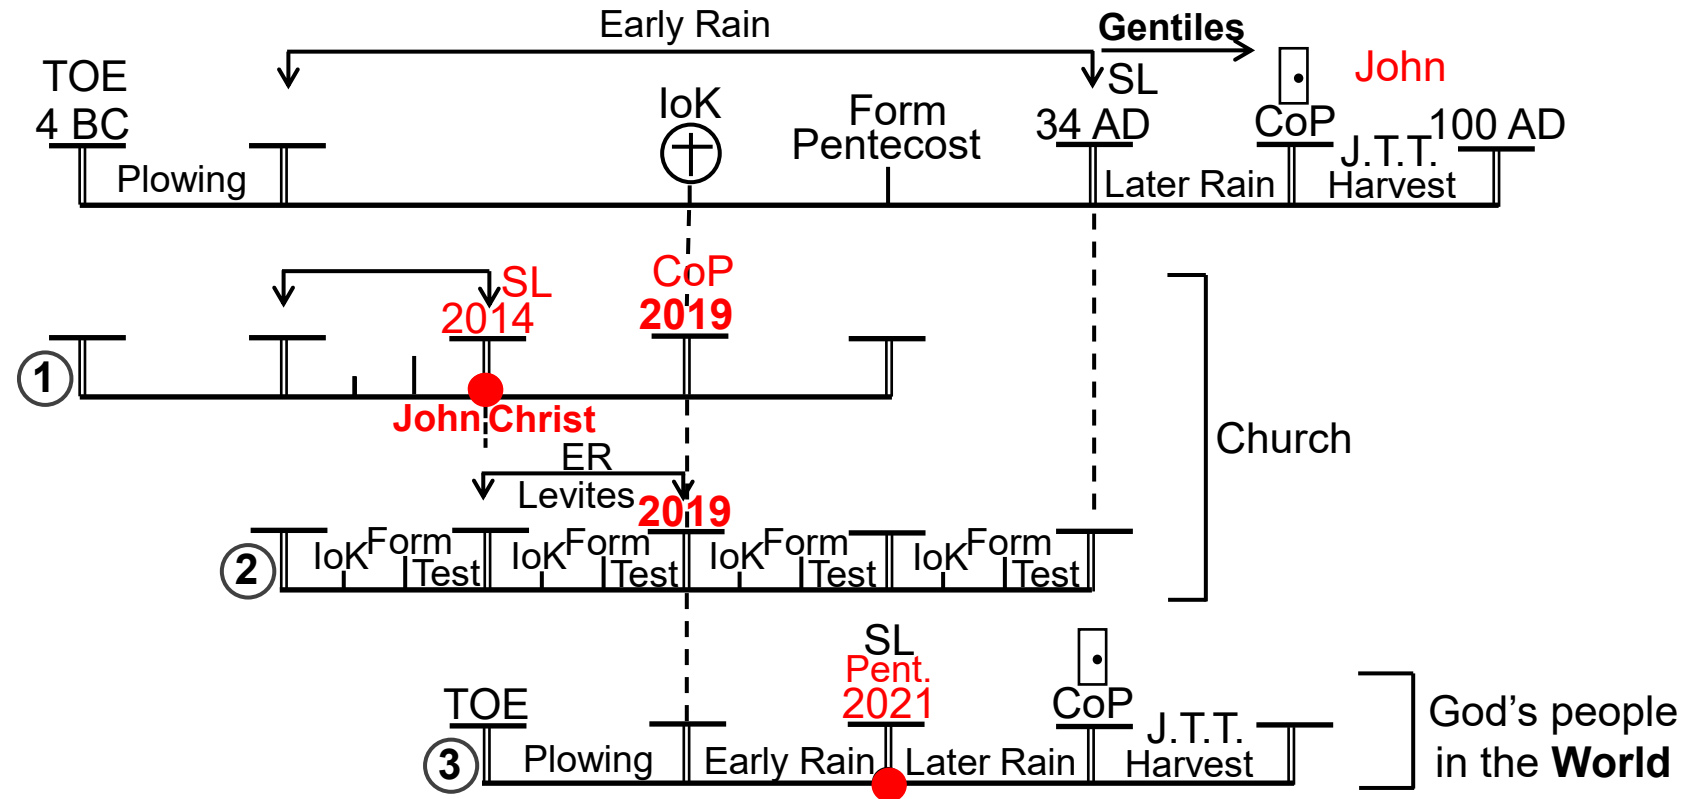 Early Rain
Gentiles
TOE
4 BC
IoK
Form
Pentecost
SL
34 AD
CoP
John
J.T.T.
100 AD
Plowing
Later Rain
Harvest
SL
2014
CoP
2019
1
John Christ
Church
ER
Levites
2019
2
IoK
Form
Test
IoK
Form
Test
IoK
Form
Test
IoK
Form
Test
TOE
SL
Pent.
2021
CoP
J.T.T.
3
Plowing
Early Rain
Later Rain
Harvest
God's people
in the World